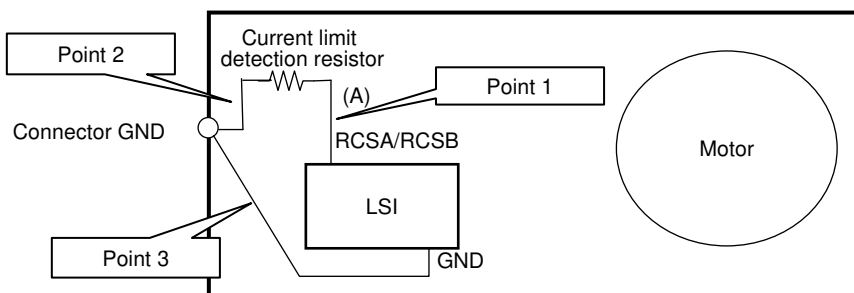 Point 2
Current limit
detection resistor
(A)
Point 1
Connector GND
RCSA/RCSB
Motor
LSI
Point 3
GND